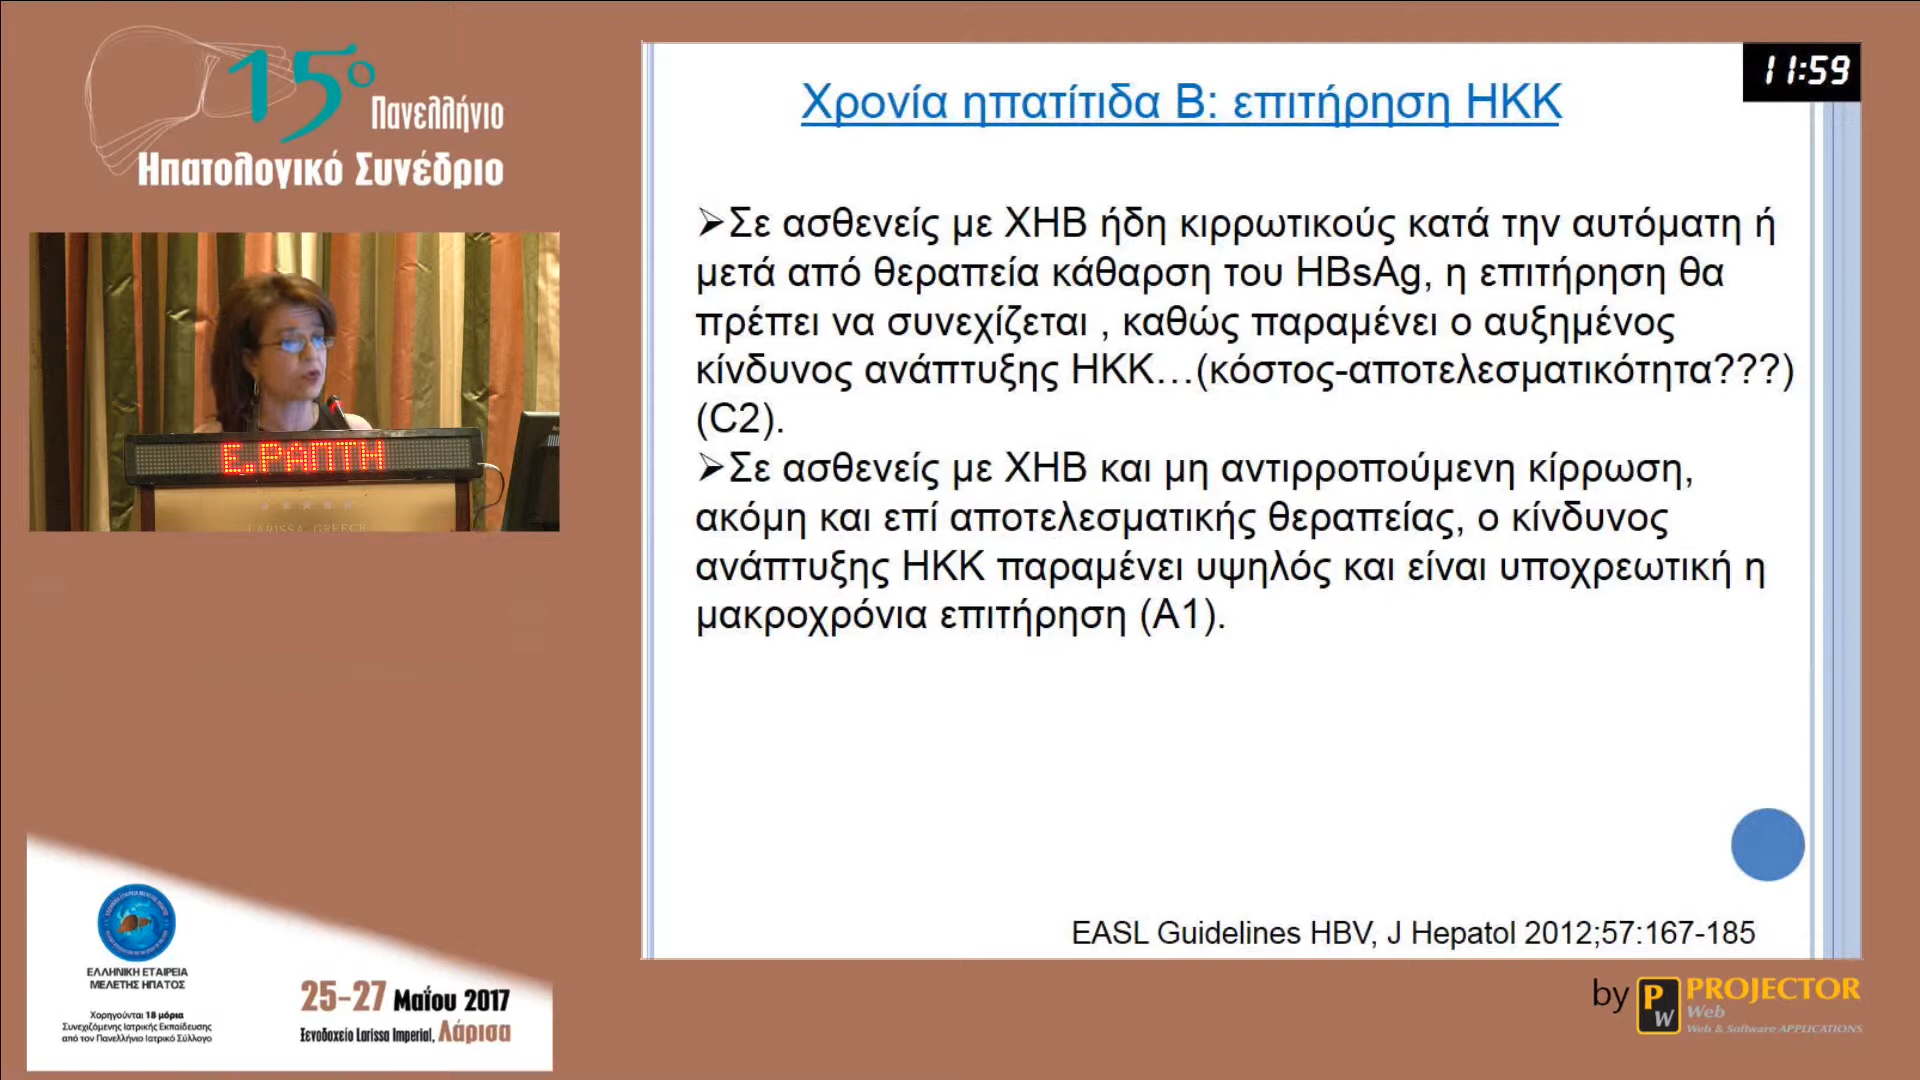 15ο
Πανελλήνιο
Ηπατολογικό Συνέδριο
Ε.ΡΑΠΤΗ
LARISSA GREECE
ΕΛΛΗΝΙΚΗ ΕΤΑΙΡΕΙΑ
ΜΕΛΕΤΗΣ ΗΠΑΤΟΣ
Χορηγούνται 18 μόρια
Συνεχιζόμενης Ιατρικής Εκπαίδευσης
από τον Πανελλήνιο Ιατρικό Σύλλογο
25-27 Μαΐου 2017
Ξενοδοχείο Larissa Imperial, Λάρισα
11:59
Χρονία ηπατίτιδα Β: επιτήρηση ΗΚΚ
➢Σε ασθενείς με ΧΗΒ ήδη κιρρωτικούς κατά την αυτόματη ή
μετά από θεραπεία κάθαρση του HBsAg, η επιτήρηση θα
πρέπει να συνεχίζεται , καθώς παραμένει ο αυξημένος
κίνδυνος ανάπτυξης ΗΚΚ…(κόστος-αποτελεσματικότητα???)
(C2).
➢Σε ασθενείς με ΧΗΒ και μη αντιρροπούμενη κίρρωση,
ακόμη και επί αποτελεσματικής θεραπείας, ο κίνδυνος
ανάπτυξης ΗΚΚ παραμένει υψηλός και είναι υποχρεωτική η
μακροχρόνια επιτήρηση (Α1).
EASL Guidelines HBV, J Hepatol 2012;57:167-185
by PW PROJECTOR
Web
Web & Software APPLICATIONS